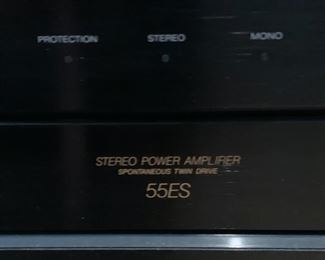 PROTECTION STEREO MONO
STEREO POWER AMPLIFIER
SPONTANEOUS TWIN DRIVE
55ES